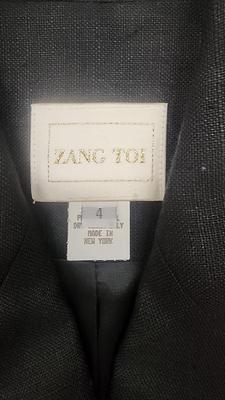 ZANG TOI
4
MADE IN
NEW YORK